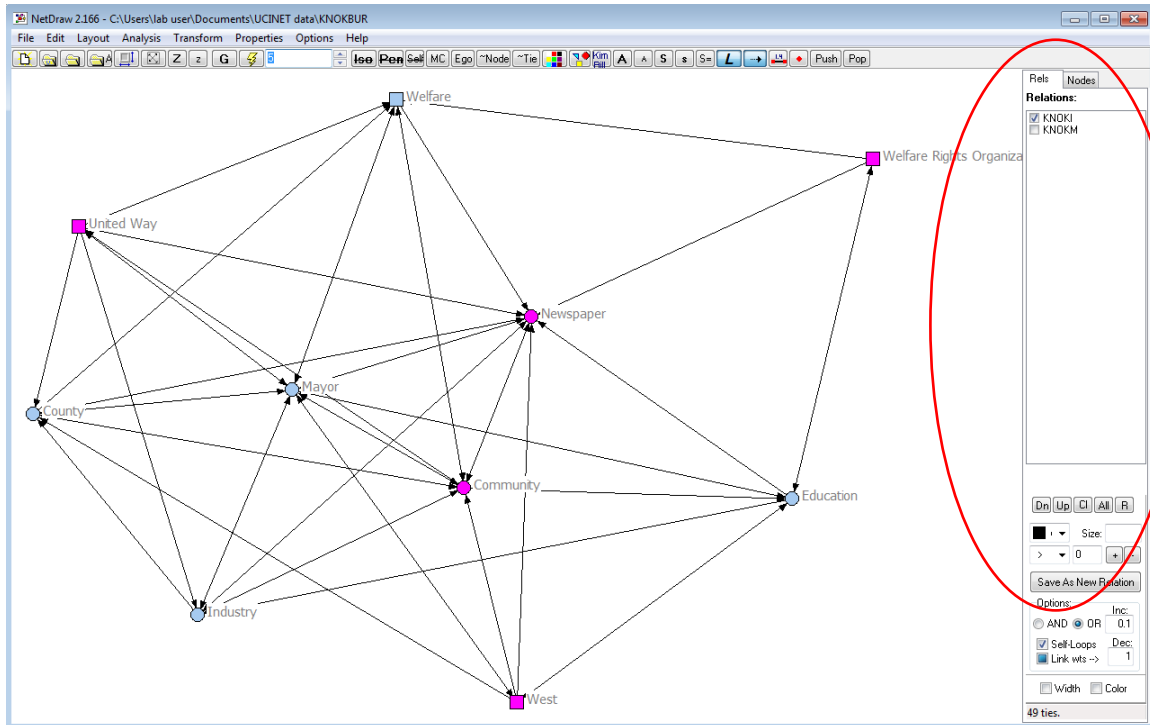 NetDraw 2.166 - C:\Users\lab user\Documents\UCINET data\KNOKBUR
File Edit Layout Analysis Transform Properties Options Help
A Z z G 5 Iso Pen Self MC Ego ~Node ~Tie Kim Bill A A S s S= L Push Pop
Rels Nodes
Relations:
KNOKI
KNOKM
Welfare
Welfare Rights Organiza
United Way
Newspaper
Mayor
County
Community
Education
Industry
West
Dn Up Cl All R
Size:
> 0 + -
Save As New Relation
Options:
Inc:
AND OR 0.1
Self-Loops Dec:
Link wts --> 1
Width Color
49 ties.